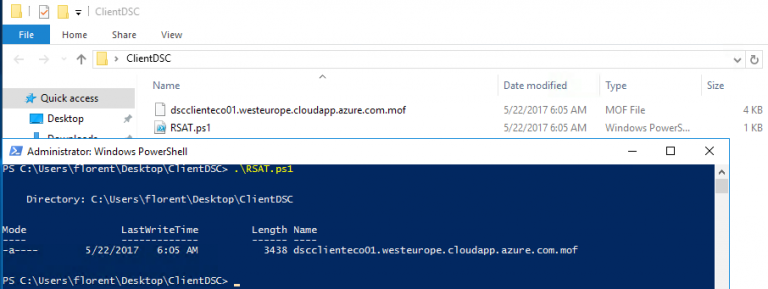 ClientDSC
File Home Share View
ClientDSC
Name Date modified Type Size
Quick access
dscclienteco01.westeurope.cloudapp.azure.com.mof 5/22/2017 6:05 AM MOF File 4 KB
Desktop
RSAT.ps1 5/22/2017 6:05 AM Windows PowerS... 1 KB
Downloads
Administrator: Windows PowerShell
PS C:\Users\florent\Desktop\ClientDSC> .\RSAT.ps1
Directory: C:\Users\florent\Desktop\ClientDSC
Mode LastWriteTime Length Name
---- ------------- ------ ----
-a---- 5/22/2017 6:05 AM 3438 dscclienteco01.westeurope.cloudapp.azure.com.mof
PS C:\Users\florent\Desktop\ClientDSC> _